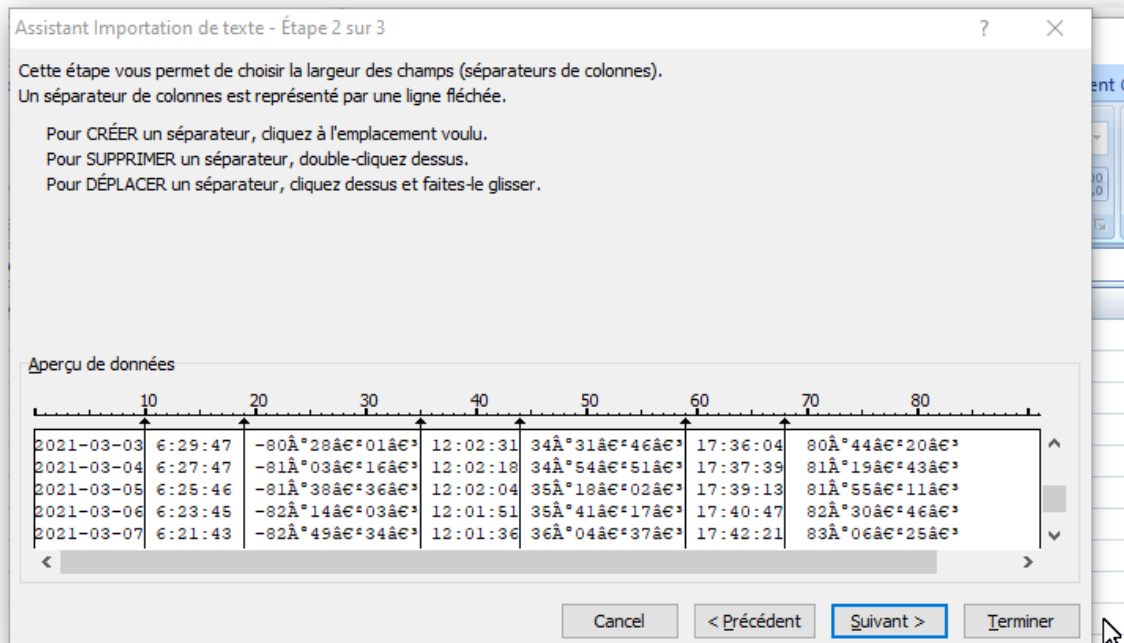 Assistant Importation de texte - Étape 2 sur 3 ?
ent
Cette étape vous permet de choisir la largeur des champs (séparateurs de colonnes).
Un séparateur de colonnes est représenté par une ligne fléchée.
Pour CRÉER un séparateur, cliquez à l'emplacement voulu.
Pour SUPPRIMER un séparateur, double-cliquez dessus.
Pour DÉPLACER un séparateur, cliquez dessus et faites-le glisser.
Aperçu de données
10 20 30 40 50 60 70 80
2021-03-03 6:29:47 -80Â°28â€²01â€³ 12:02:31 34Â°31â€²46â€³ 17:36:04 80Â°44â€²20â€³
2021-03-04 6:27:47 -81Â°03â€²16â€³ 12:02:18 34Â°54â€²51â€³ 17:37:39 81Â°19â€²43â€³
2021-03-05 6:25:46 -81Â°38â€²36â€³ 12:02:04 35Â°18â€²02â€³ 17:39:13 81Â°55â€²11â€³
2021-03-06 6:23:45 -82Â°14â€²03â€³ 12:01:51 35Â°41â€²17â€³ 17:40:47 82Â°30â€²46â€³
2021-03-07 6:21:43 -82Â°49â€²34â€³ 12:01:36 36Â°04â€²37â€³ 17:42:21 83Â°06â€²25â€³
Cancel < Précédent Suivant > Terminer